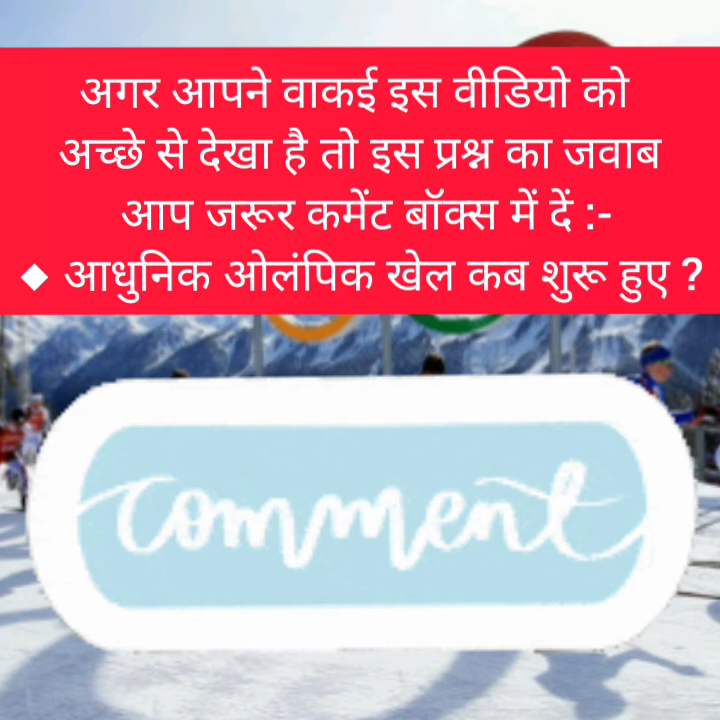 अगर आपने वाकई इस वीडियो को
अच्छे से देखा है तो इस प्रश्न का जवाब
आप जरूर कमेंट बॉक्स में दें :-
◆ आधुनिक ओलंपिक खेल कब शुरू हुए ?
comment